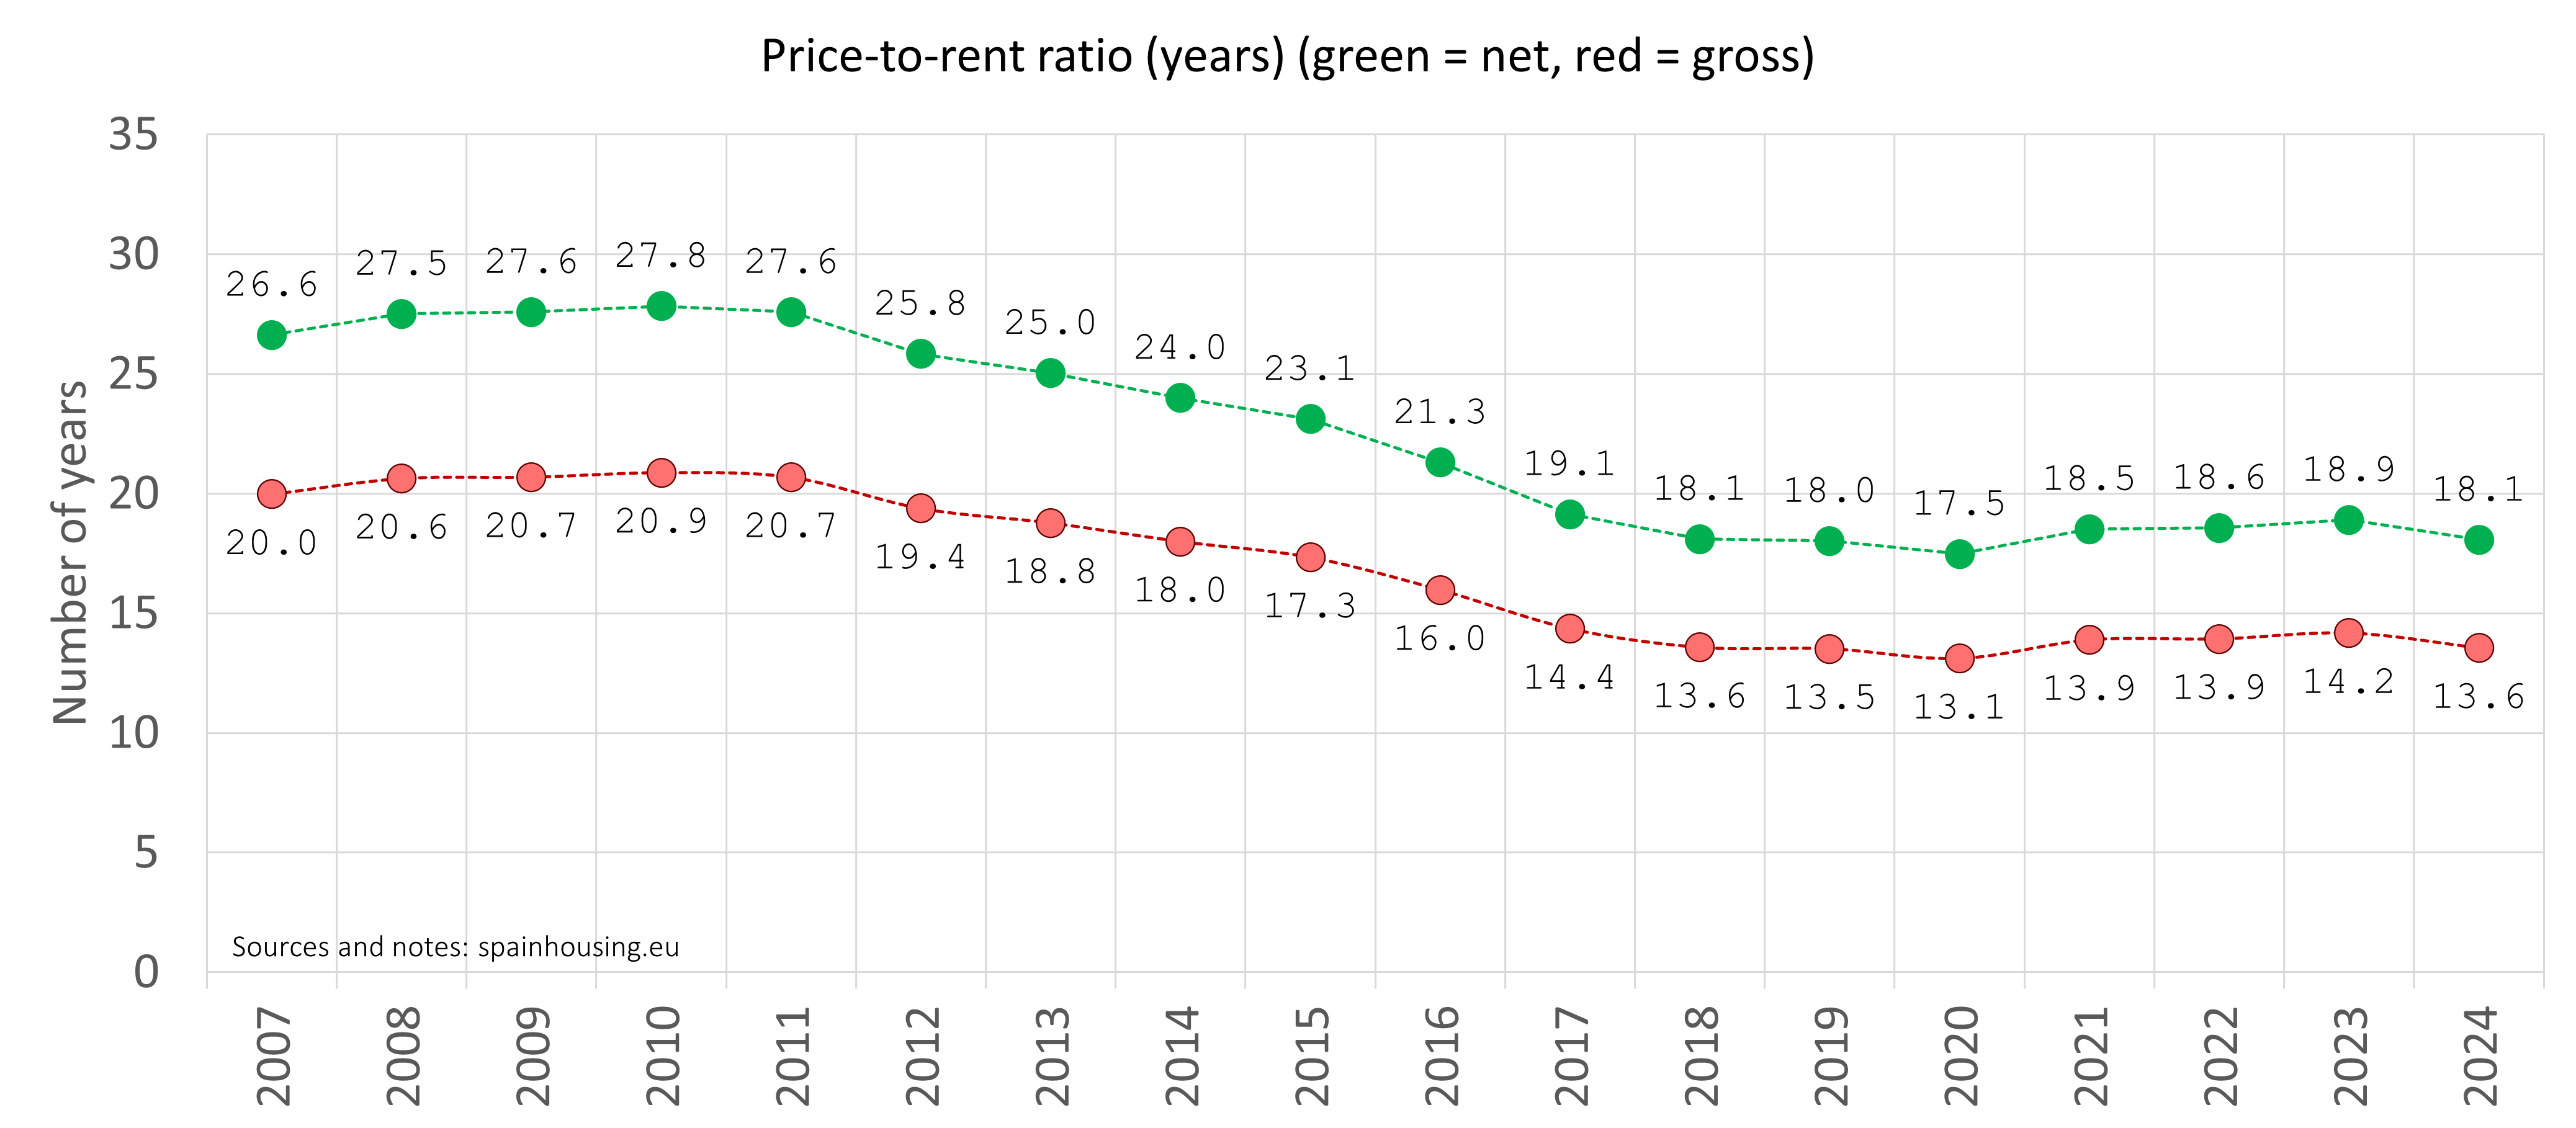 Price-to-rent ratio (years) (green = net, red = gross)
Number of years
35
30
25
20
15
10
5
0
26.6 27.5 27.6 27.8 27.6 25.8 25.0 24.0 23.1 21.3 19.1 18.1 18.0 17.5 18.5 18.6 18.9 18.1
20.0 20.6 20.7 20.9 20.7 19.4 18.8 18.0 17.3 16.0 14.4 13.6 13.5 13.1 13.9 13.9 14.2 13.6
Sources and notes: spainhousing.eu
2007 2008 2009 2010 2011 2012 2013 2014 2015 2016 2017 2018 2019 2020 2021 2022 2023 2024